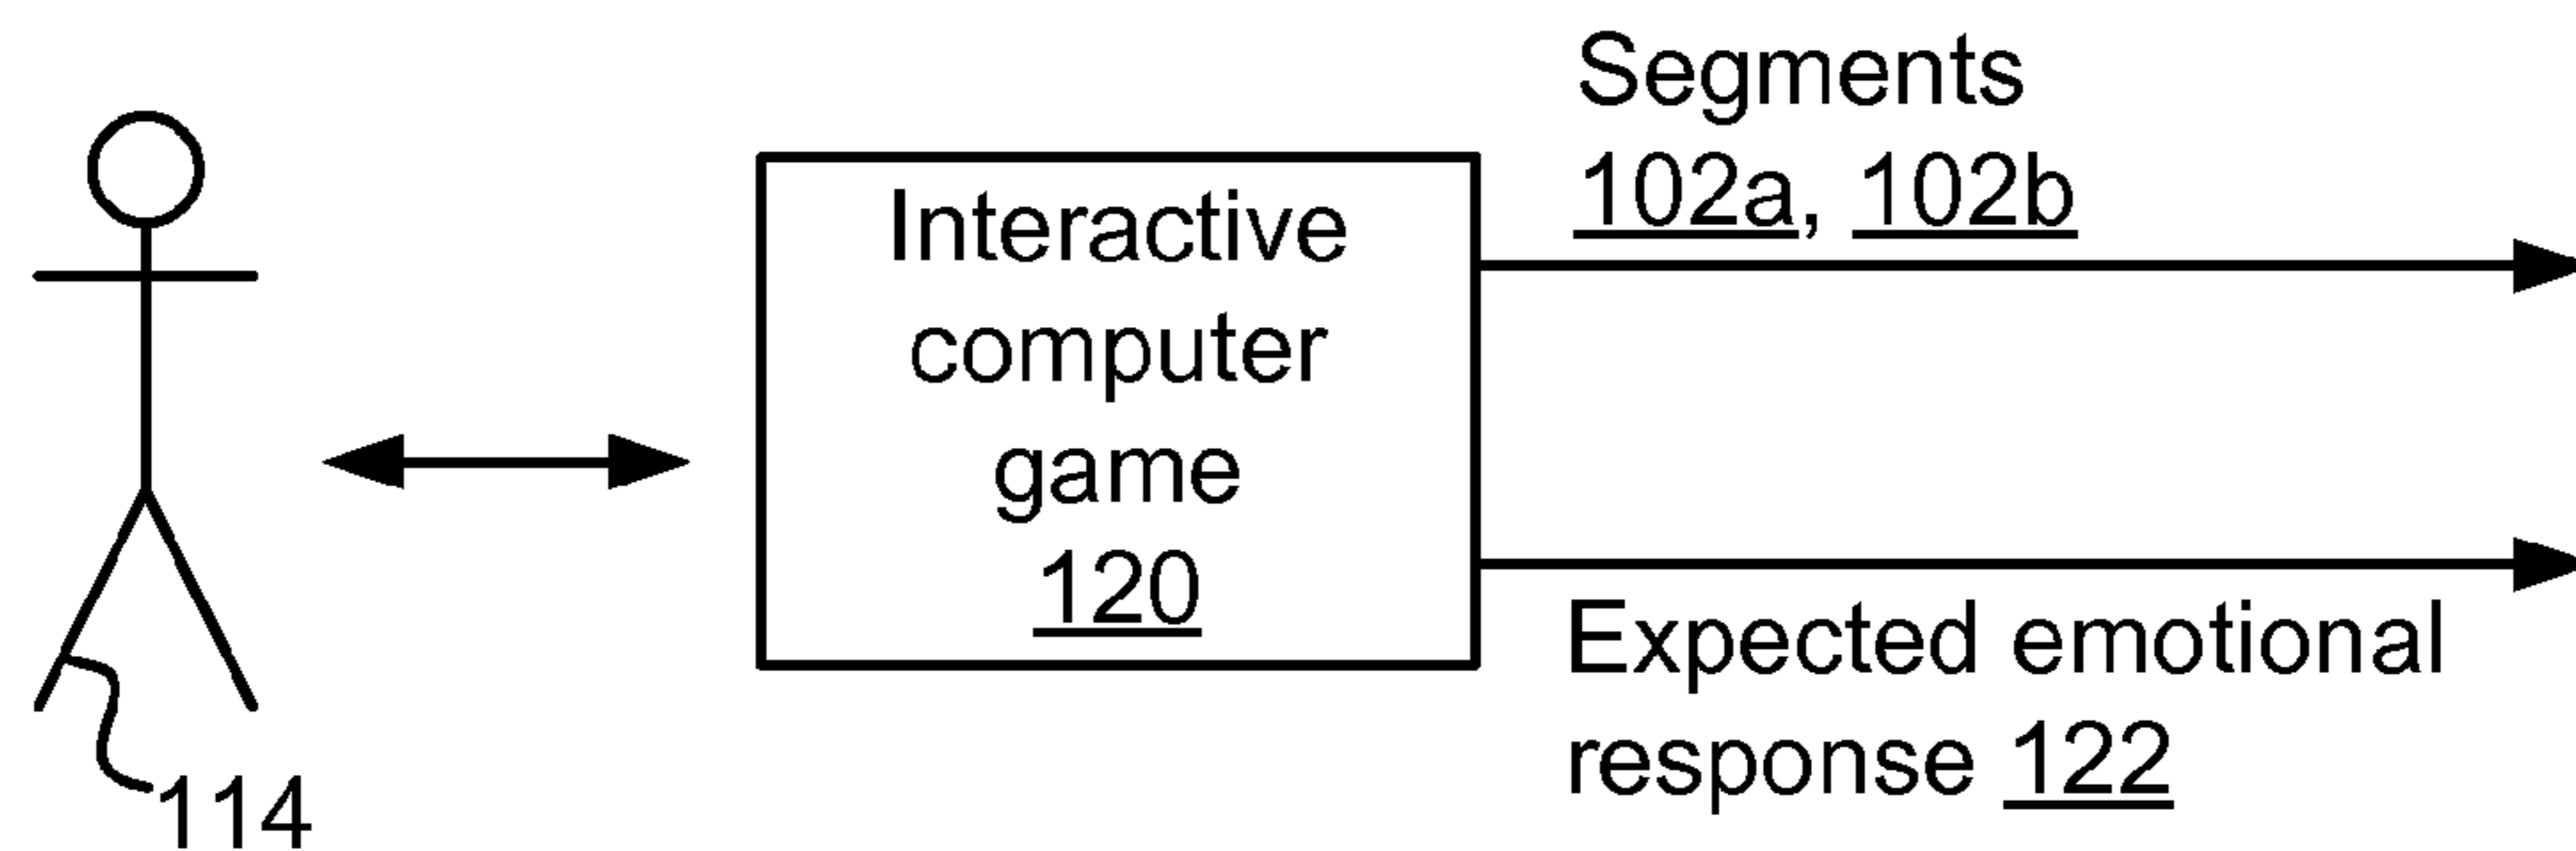 Segments
102a, 102b
Interactive
computer
game
120
Expected emotional
response 122
114